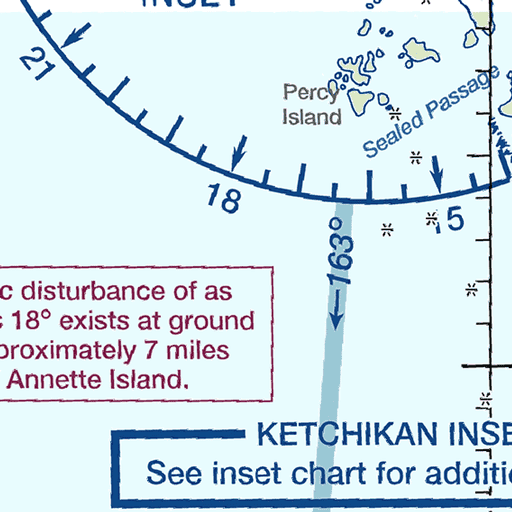 INSET
21
Percy
Island
Sealed Passage
18
15
163°
c disturbance of as
18° exists at ground
proximately 7 miles
Annette Island.
KETCHIKAN INSE
See inset chart for additi